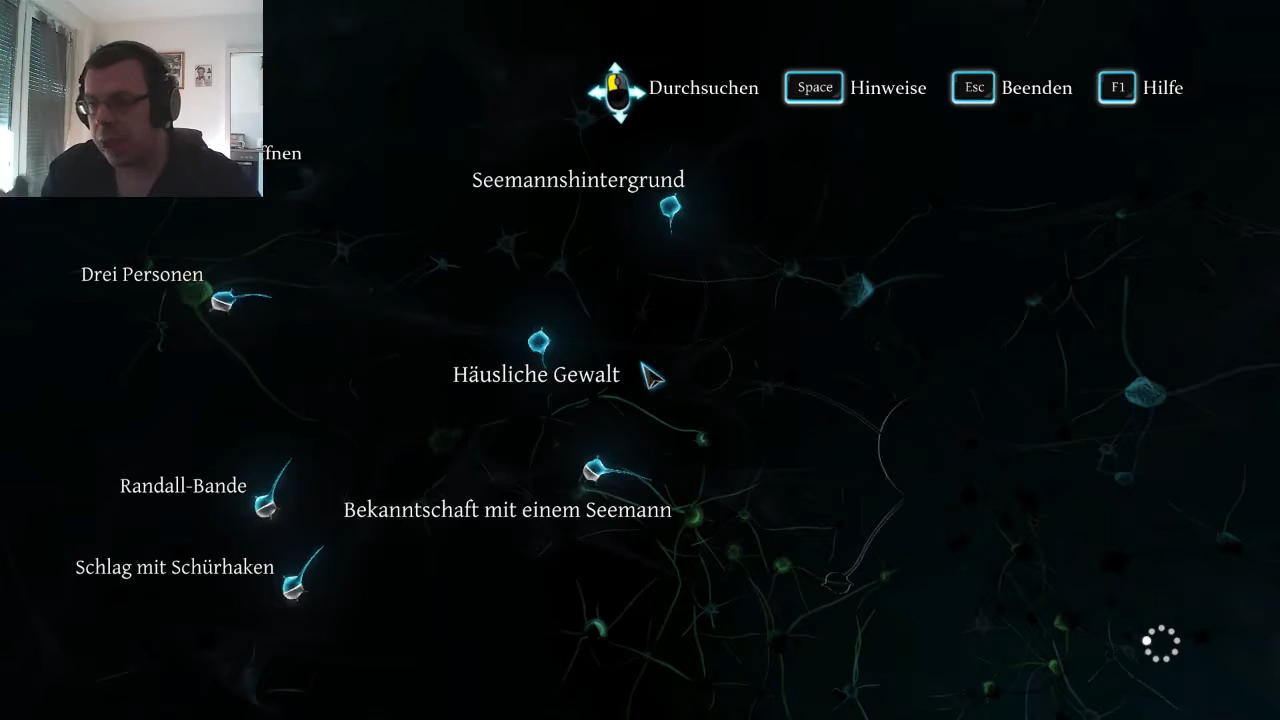 Durchsuchen
Space Hinweise
Esc Beenden
F1 Hilfe
ffnen
Seemannshintergrund
Drei Personen
Häusliche Gewalt
Randall-Bande
Bekanntschaft mit einem Seemann
Schlag mit Schürhaken